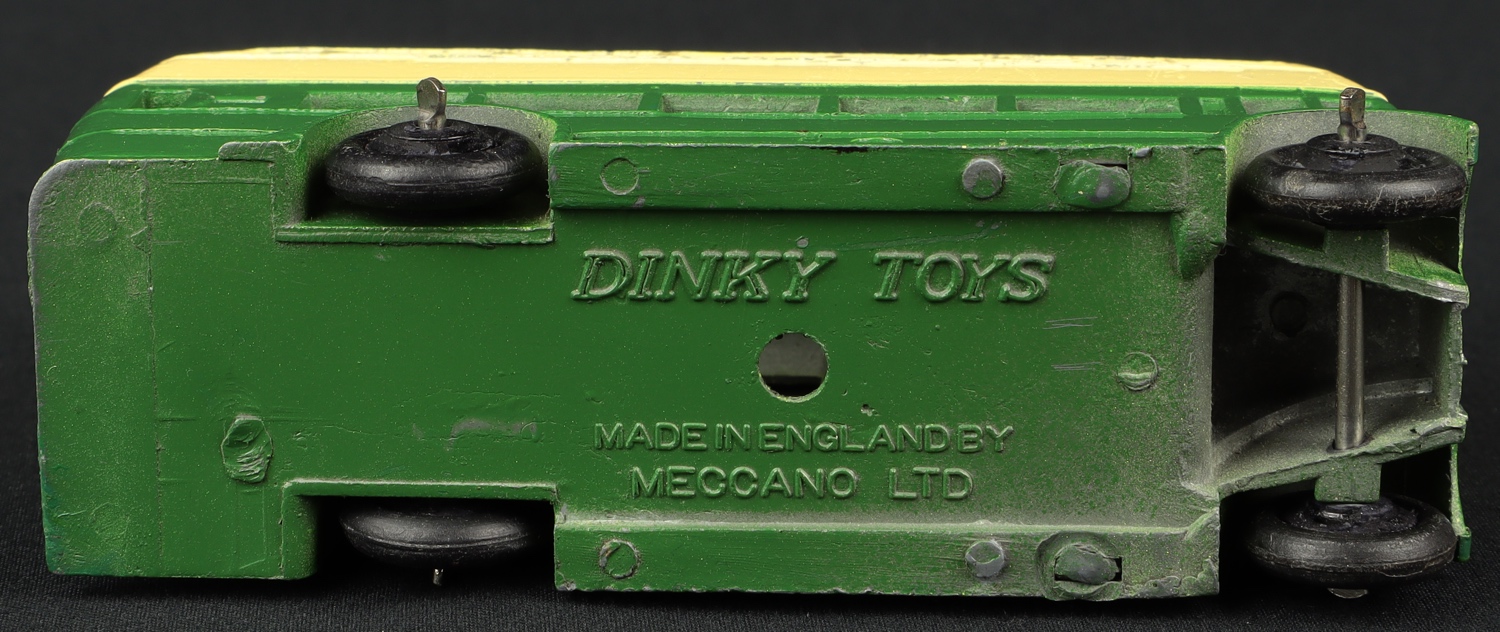 DINKY TOYS
MADE IN ENGLAND BY
MECCANO LTD